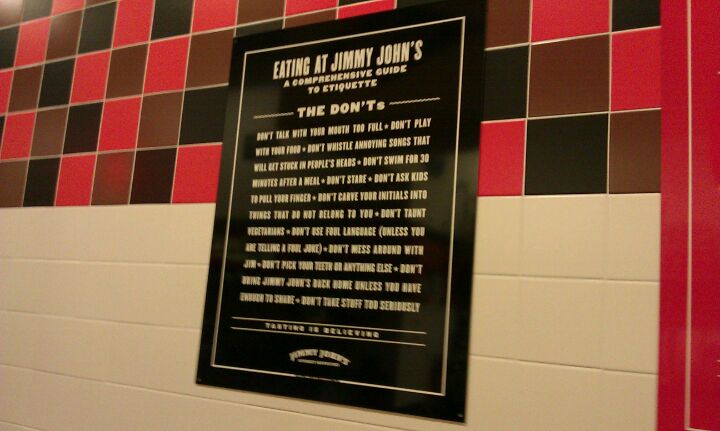 EATING AT JIMMY JOHN'S
A COMPREHENSIVE GUIDE
TO ETIQUETTE
THE DON'Ts
DON'T TALK WITH YOUR MOUTH TOO FULL ★ DON'T PLAY
WITH YOUR FOOD ★ DON'T WHISTLE ANNOYING SONGS THAT
WILL GET STUCK IN PEOPLE'S HEADS ★ DON'T SWIM FOR 30
MINUTES AFTER A MEAL ★ DON'T STARE ★ DON'T ASK KIDS
TO PULL YOUR FINGER ★ DON'T CARVE YOUR INITIALS INTO
THINGS THAT DO NOT BELONG TO YOU ★ DON'T TAUNT
VEGETARIANS ★ DON'T USE FOUL LANGUAGE (UNLESS YOU
ARE TELLING A FOUL JOKE) ★ DON'T MESS AROUND WITH
JIM ★ DON'T PICK YOUR TEETH OR ANYTHING ELSE ★ DON'T
BRING JIMMY JOHN'S BACK HOME UNLESS YOU HAVE
ENOUGH TO SHARE ★ DON'T TAKE STUFF TOO SERIOUSLY
TASTING IS BELIEVING
JIMMY JOHN'S